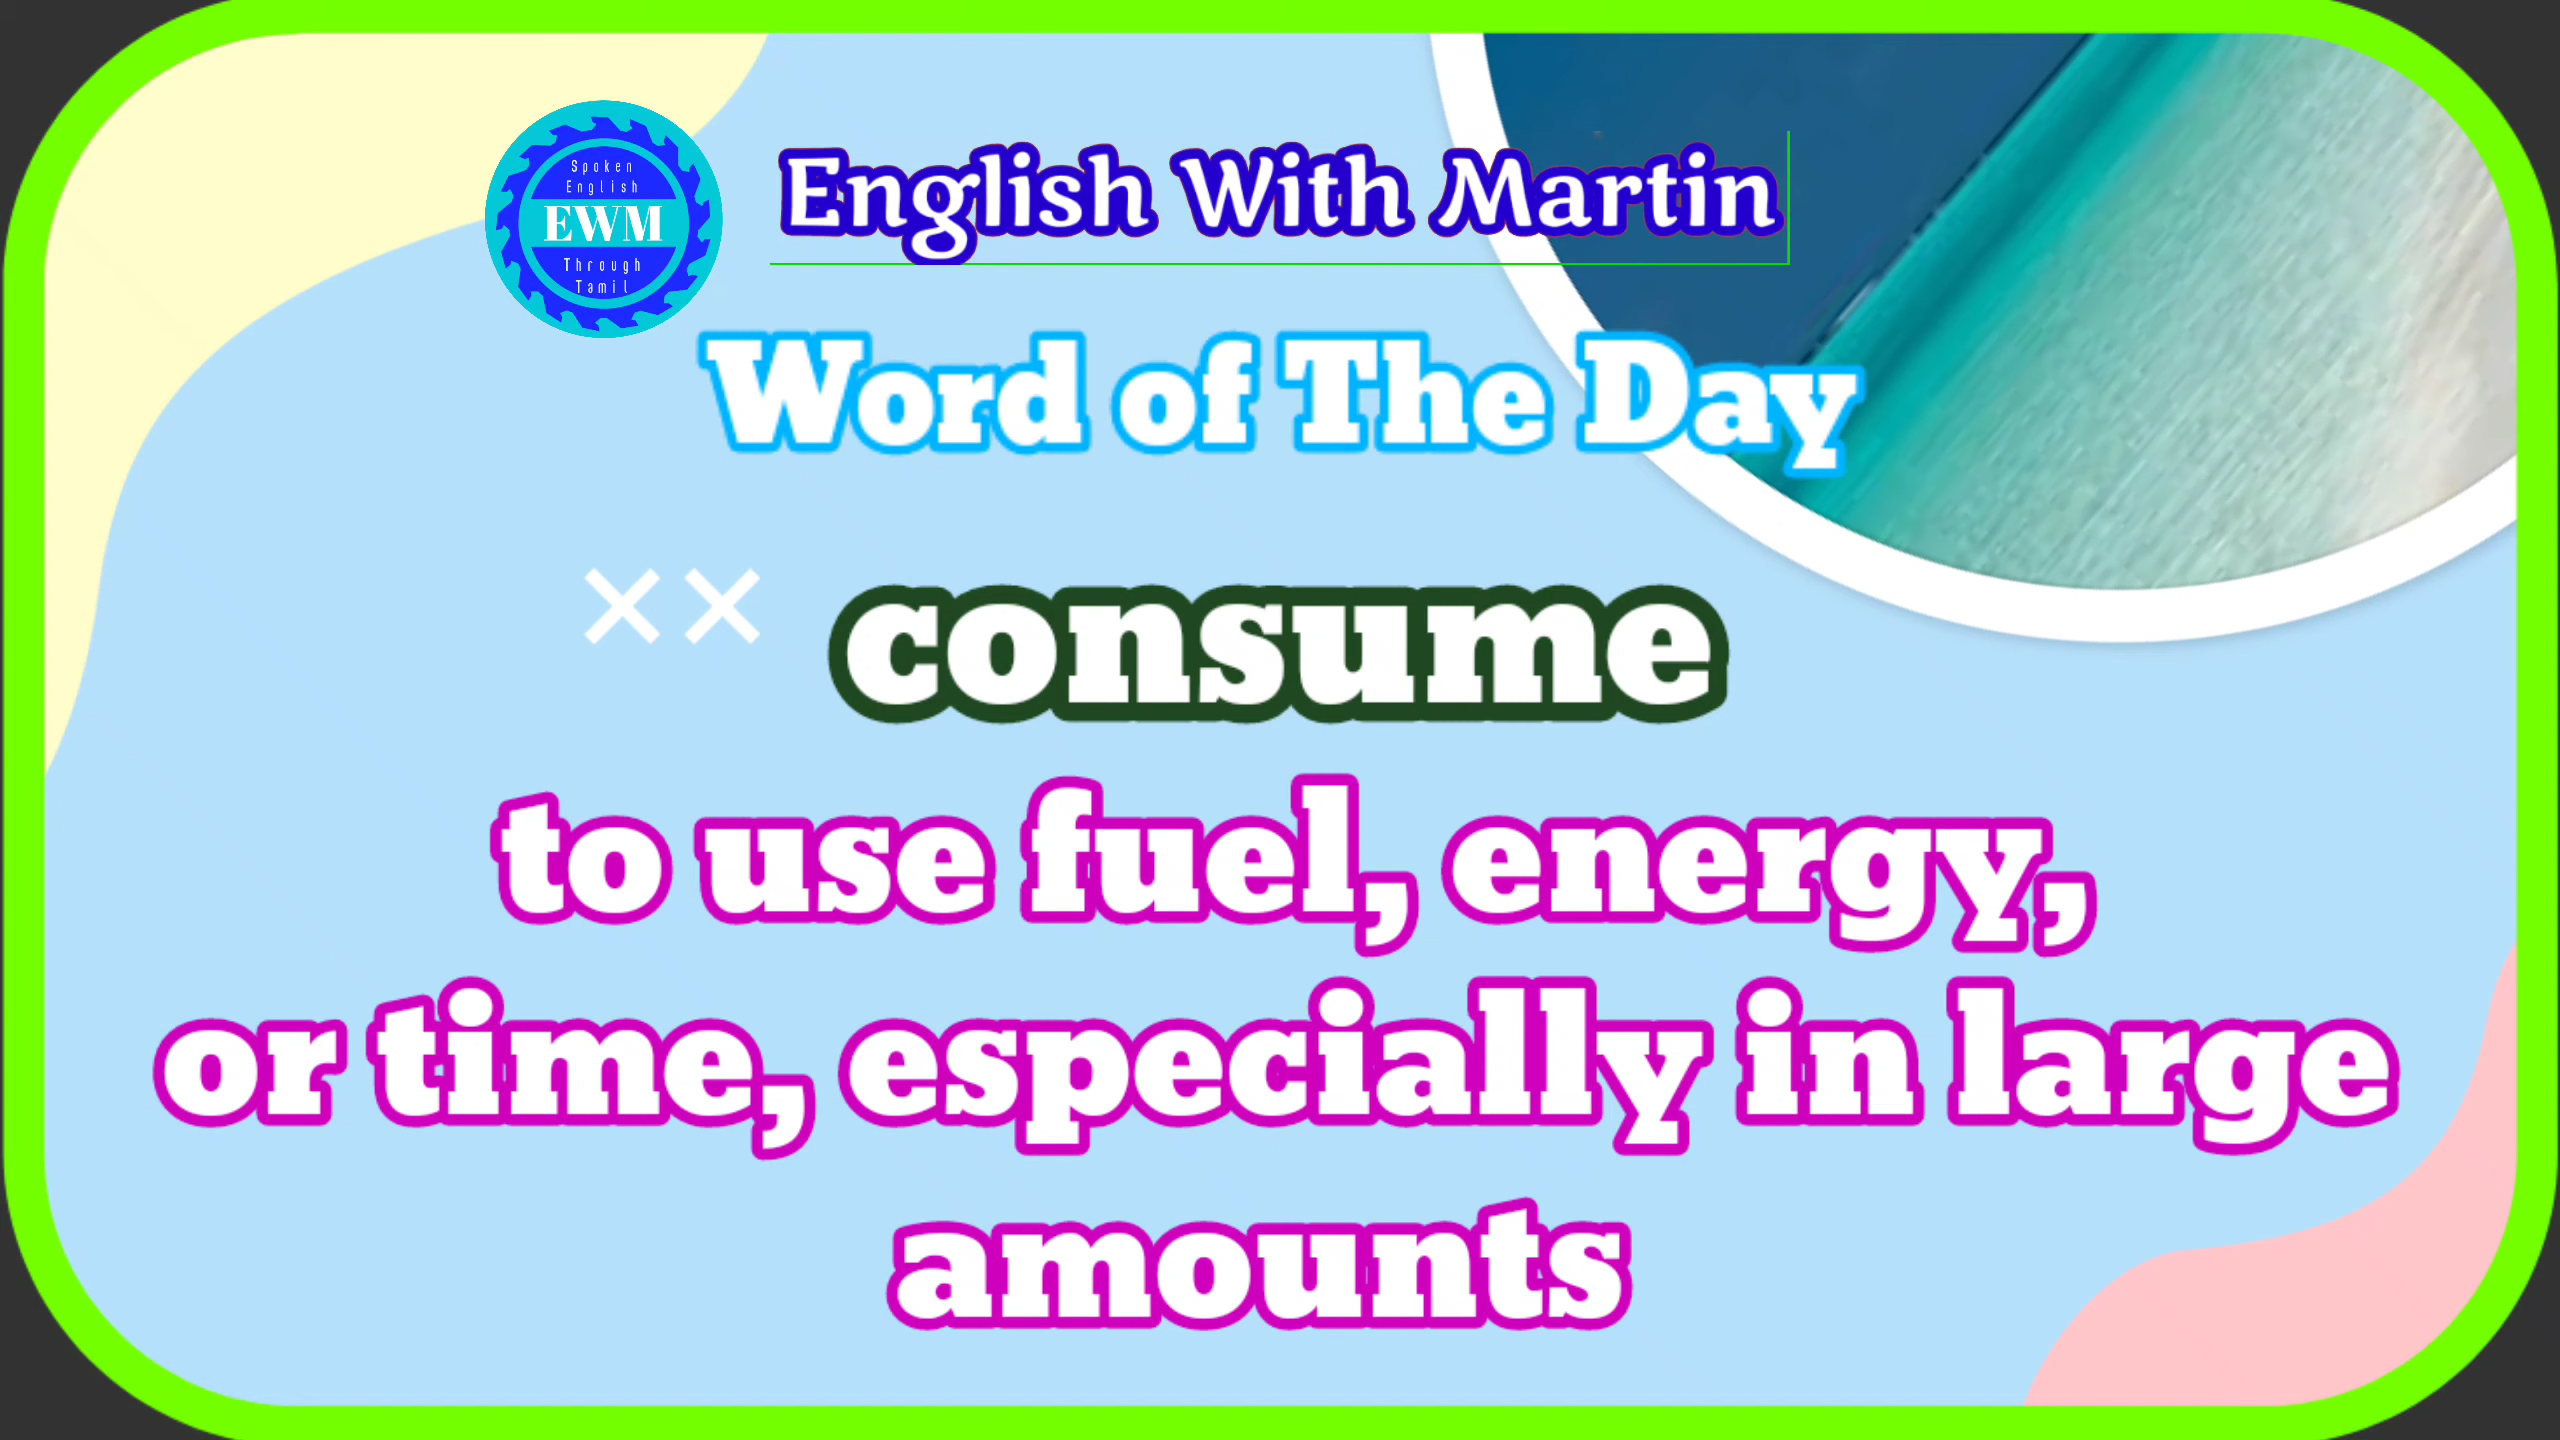 Spoken
English
EWM
Through
Tamil
English With Martin
Word of The Day
consume
to use fuel, energy,
or time, especially in large
amounts